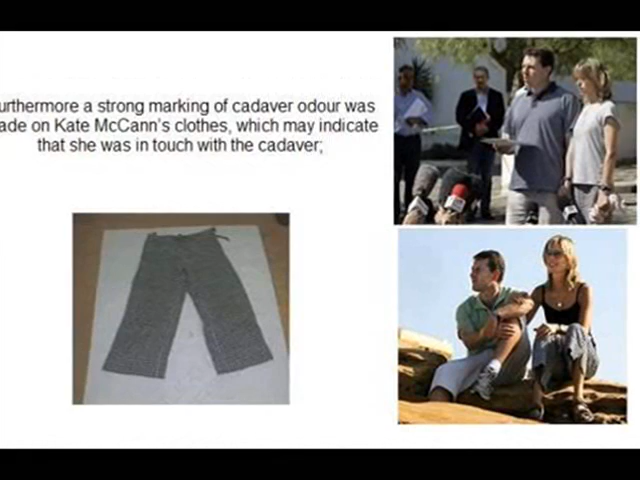 urthermore a strong marking of cadaver odour was
ade on Kate McCann's clothes, which may indicate
that she was in touch with the cadaver;